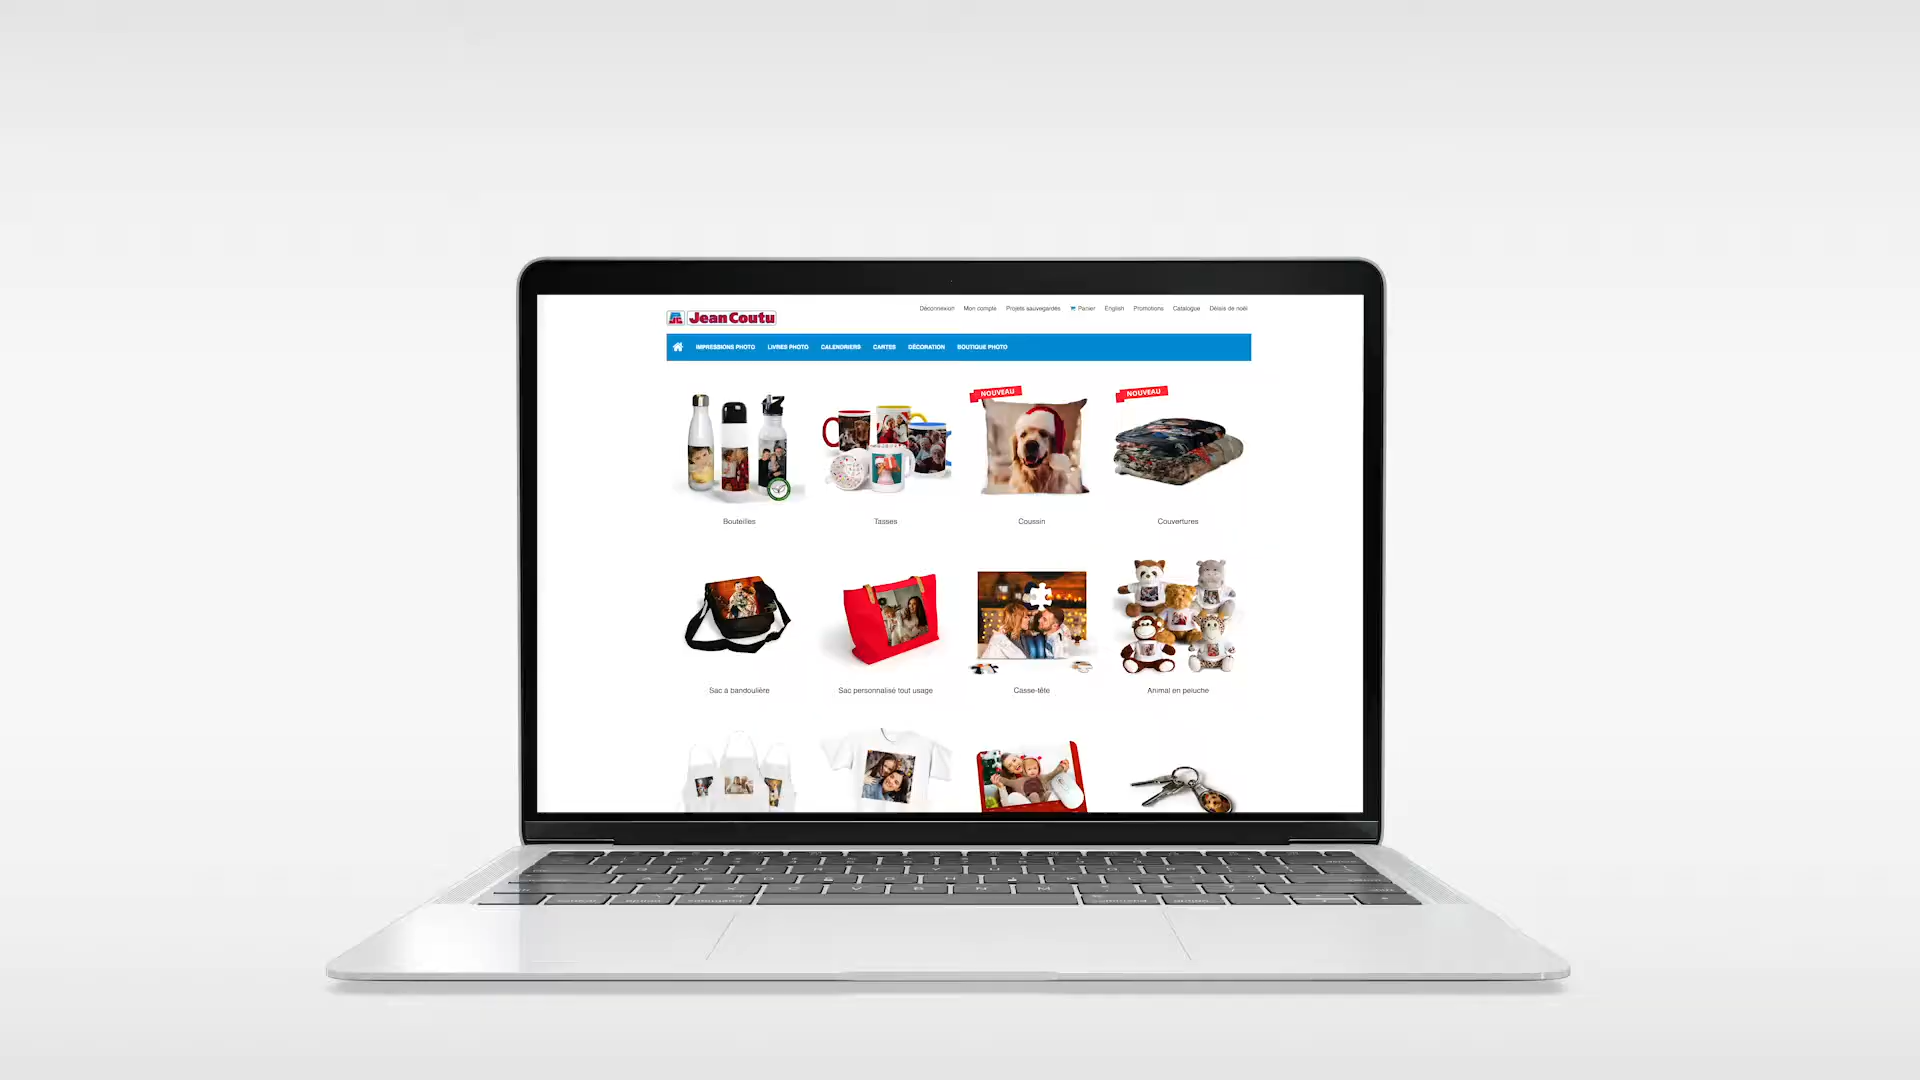 Jean Coutu
Déconnexion Mon compte Projets sauvegardés Panier English Promotions Catalogue Délais de noël
IMPRESSIONS PHOTO LIVRES PHOTO CALENDRIERS CARTES DÉCORATION BOUTIQUE PHOTO
NOUVEAU NOUVEAU
Bouteilles Tasses Coussin Couvertures
Sac à bandoulière Sac personnalisé tout usage Casse-tête Animal en peluche